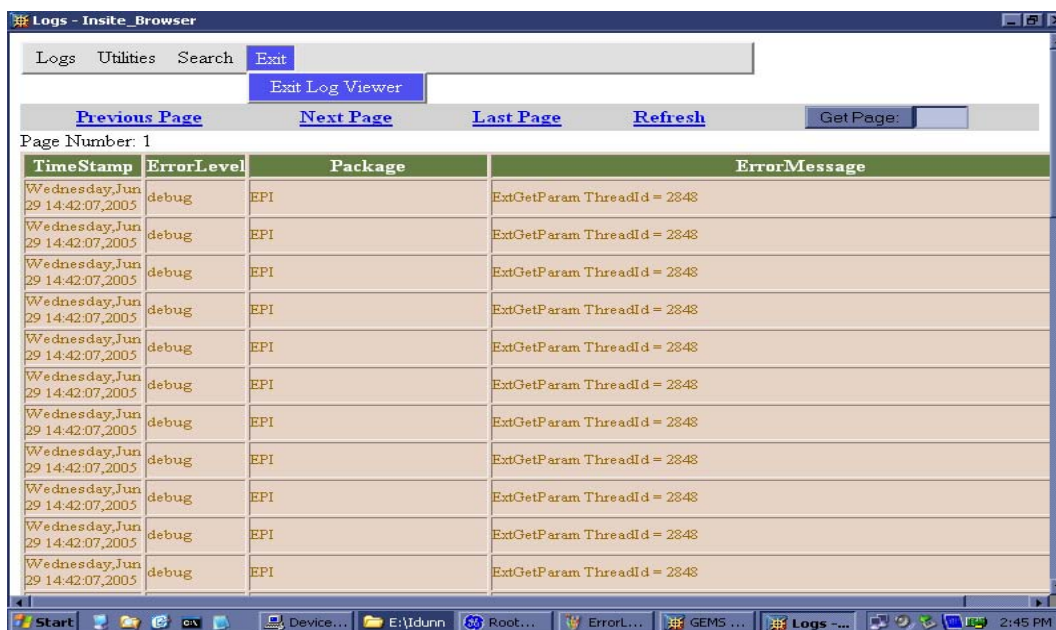 Logs - Insite_Browser
Logs Utilities Search Exit
Exit Log Viewer
Previous Page Next Page Last Page Refresh Get Page:
Page Number: 1
TimeStamp ErrorLevel Package ErrorMessage
Wednesday,Jun
29 14:42:07,2005 debug EPI ExtGetParam ThreadId = 2848
Wednesday,Jun
29 14:42:07,2005 debug EPI ExtGetParam ThreadId = 2848
Wednesday,Jun
29 14:42:07,2005 debug EPI ExtGetParam ThreadId = 2848
Wednesday,Jun
29 14:42:07,2005 debug EPI ExtGetParam ThreadId = 2848
Wednesday,Jun
29 14:42:07,2005 debug EPI ExtGetParam ThreadId = 2848
Wednesday,Jun
29 14:42:07,2005 debug EPI ExtGetParam ThreadId = 2848
Wednesday,Jun
29 14:42:07,2005 debug EPI ExtGetParam ThreadId = 2848
Wednesday,Jun
29 14:42:07,2005 debug EPI ExtGetParam ThreadId = 2848
Wednesday,Jun
29 14:42:07,2005 debug EPI ExtGetParam ThreadId = 2848
Wednesday,Jun
29 14:42:07,2005 debug EPI ExtGetParam ThreadId = 2848
Wednesday,Jun
29 14:42:07,2005 debug EPI ExtGetParam ThreadId = 2848
Start Device... E:\Idunn Root... ErrorL... GEMS ... Logs -... 2:45 PM